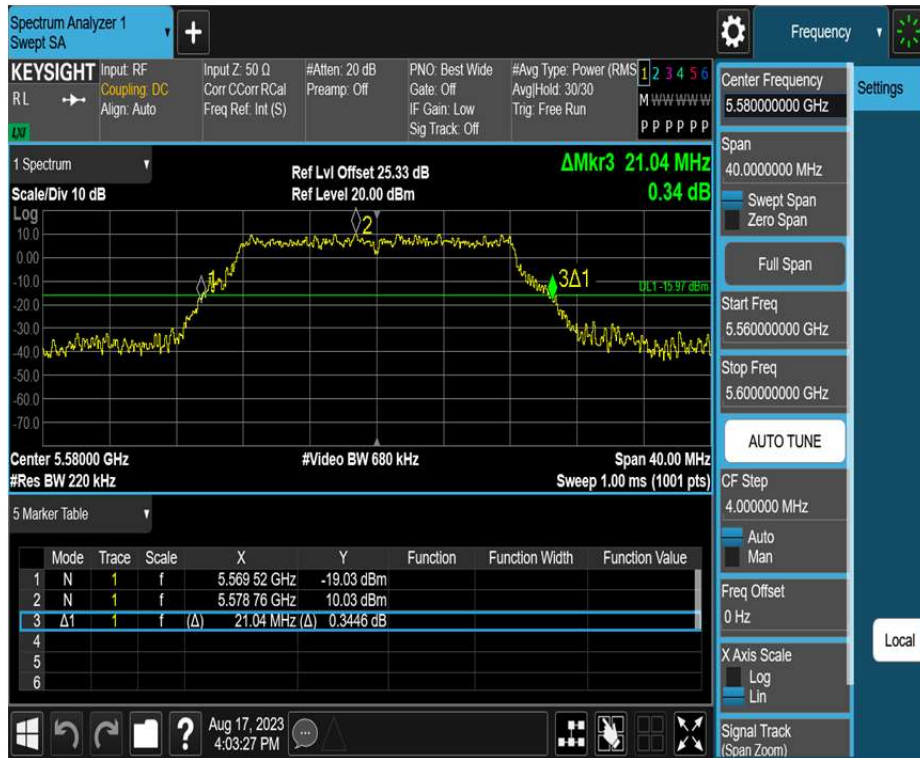 Spectrum Analyzer 1
Swept SA
+
Frequency
KEYSIGHT
RL
LXI
Input: RF
Coupling: DC
Align: Auto
Input Z: 50 Ω
Corr CCorr RCal
Freq Ref: Int (S)
#Atten: 20 dB
Preamp: Off
PNO: Best Wide
Gate: Off
IF Gain: Low
Sig Track: Off
#Avg Type: Power (RMS
Avg|Hold: 30/30
Trig: Free Run
1 2 3 4 5 6
M W W W W W
P P P P P P
Center Frequency
5.580000000 GHz
Settings
1 Spectrum
Scale/Div 10 dB
Ref Lvl Offset 25.33 dB
Ref Level 20.00 dBm
ΔMkr3 21.04 MHz
0.34 dB
Log
10.0
0.00
-10.0
-20.0
-30.0
-40.0
-50.0
-60.0
-70.0
1
2
3Δ1
DL1 -15.97 dBm
Center 5.58000 GHz
#Res BW 220 kHz
#Video BW 680 kHz
Span 40.00 MHz
Sweep 1.00 ms (1001 pts)
Span
40.0000000 MHz
Swept Span
Zero Span
Full Span
Start Freq
5.560000000 GHz
Stop Freq
5.600000000 GHz
AUTO TUNE
CF Step
4.000000 MHz
Auto
Man
Freq Offset
0 Hz
X Axis Scale
Log
Lin
Signal Track
(Span Zoom)
Local
5 Marker Table
Mode Trace Scale X Y Function Function Width Function Value
1 N 1 f 5.569 52 GHz -19.03 dBm
2 N 1 f 5.578 76 GHz 10.03 dBm
3 Δ1 1 f (Δ) 21.04 MHz (Δ) 0.3446 dB
4
5
6
?
Aug 17, 2023
4:03:27 PM